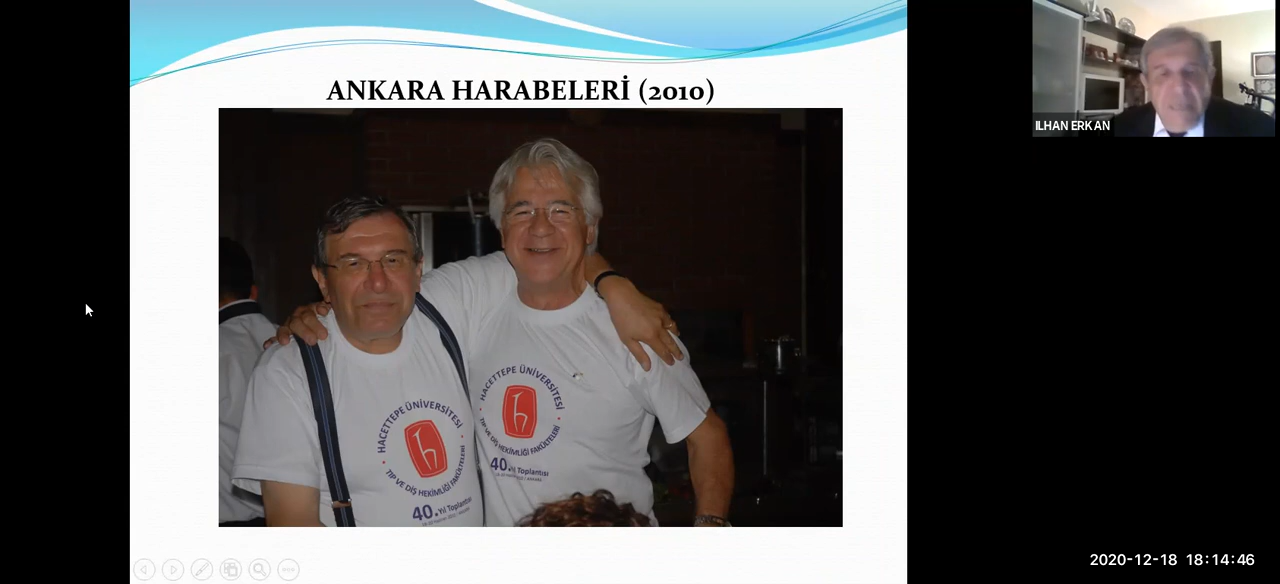 ANKARA HARABELERİ (2010)
ILHAN ERKAN
HACETTEPE ÜNİVERSİTESİ
TIP VE DİŞ HEKİMLİĞİ FAKÜLTELERİ
40.Yıl Toplantısı
HACETTEPE ÜNİVERSİTESİ
TIP VE DİŞ HEKİMLİĞİ FAKÜLTELERİ
40.Yıl Toplantısı
2020-12-18 18:14:46